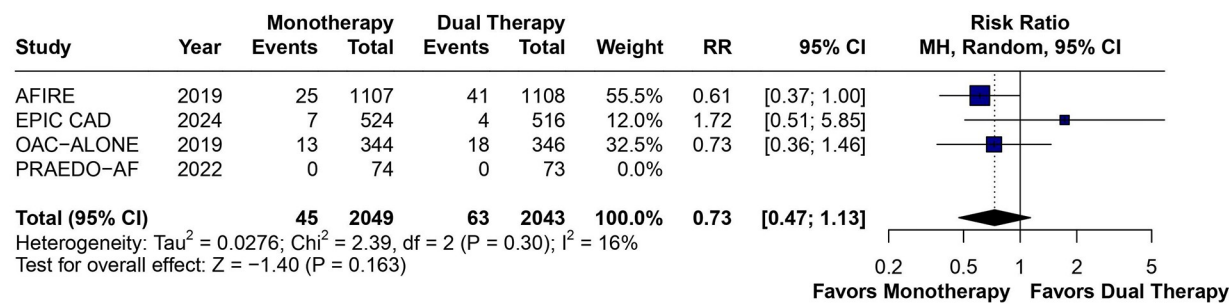 Monotherapy Dual Therapy Risk Ratio
Study Year Events Total Events Total Weight RR 95% CI MH, Random, 95% CI
AFIRE 2019 25 1107 41 1108 55.5% 0.61 [0.37; 1.00]
EPIC CAD 2024 7 524 4 516 12.0% 1.72 [0.51; 5.85]
OAC−ALONE 2019 13 344 18 346 32.5% 0.73 [0.36; 1.46]
PRAEDO−AF 2022 0 74 0 73 0.0%
Total (95% CI) 45 2049 63 2043 100.0% 0.73 [0.47; 1.13]
Heterogeneity: Tau² = 0.0276; Chi² = 2.39, df = 2 (P = 0.30); I² = 16%
Test for overall effect: Z = −1.40 (P = 0.163)
0.2 0.5 1 2 5
Favors Monotherapy Favors Dual Therapy